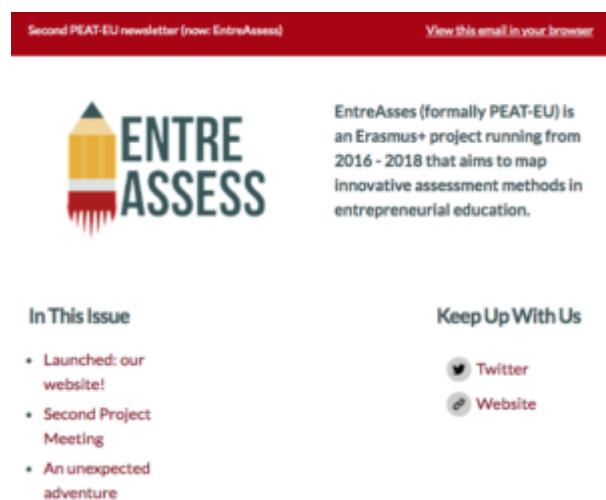 Second PEAT-EU newsletter (now: EntreAssess)
View this email in your browser
ENTRE
ASSESS
EntreAsses (formally PEAT-EU) is
an Erasmus+ project running from
2016 - 2018 that aims to map
innovative assessment methods in
entrepreneurial education.
In This Issue
• Launched: our
website!
• Second Project
Meeting
• An unexpected
adventure
Keep Up With Us
Twitter
Website